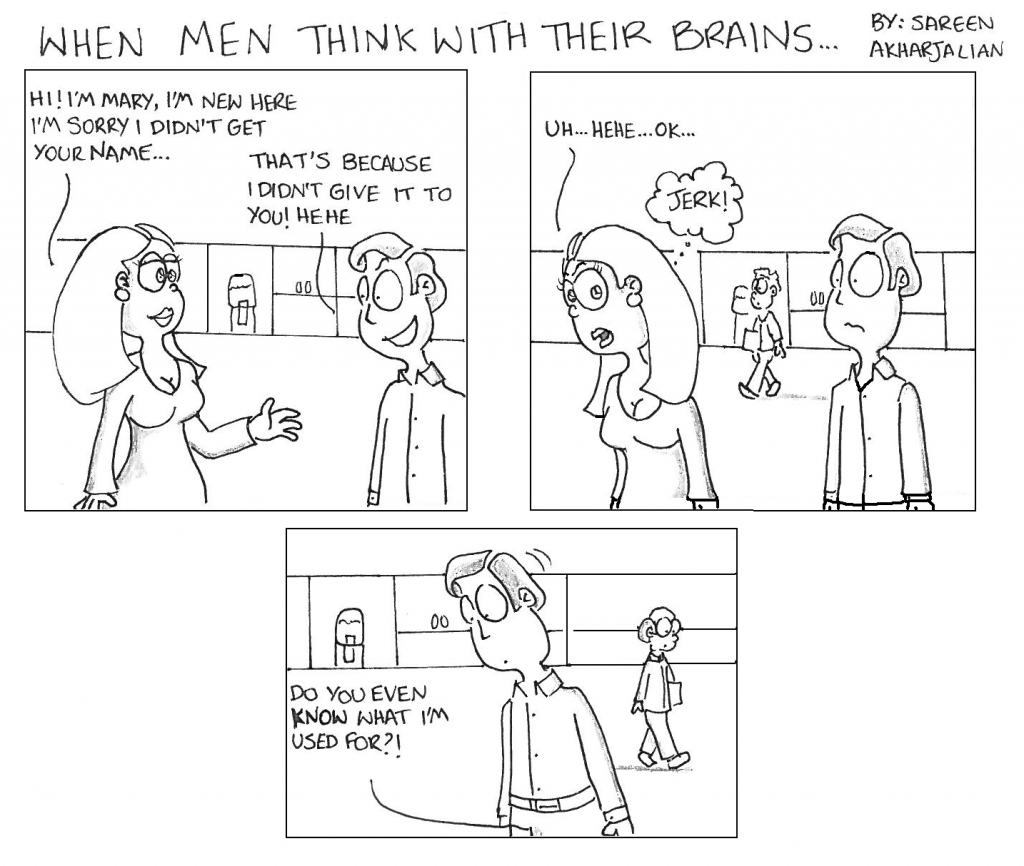 WHEN MEN THINK WITH THEIR BRAINS...
BY: SAREEN
AKHARJALIAN
HI! I'M MARY, I'M NEW HERE
I'M SORRY I DIDN'T GET
YOUR NAME...
THAT'S BECAUSE
I DIDN'T GIVE IT TO
YOU! HEHE
UH...HEHE...OK...
JERK!
DO YOU EVEN
KNOW WHAT I'M
USED FOR?!